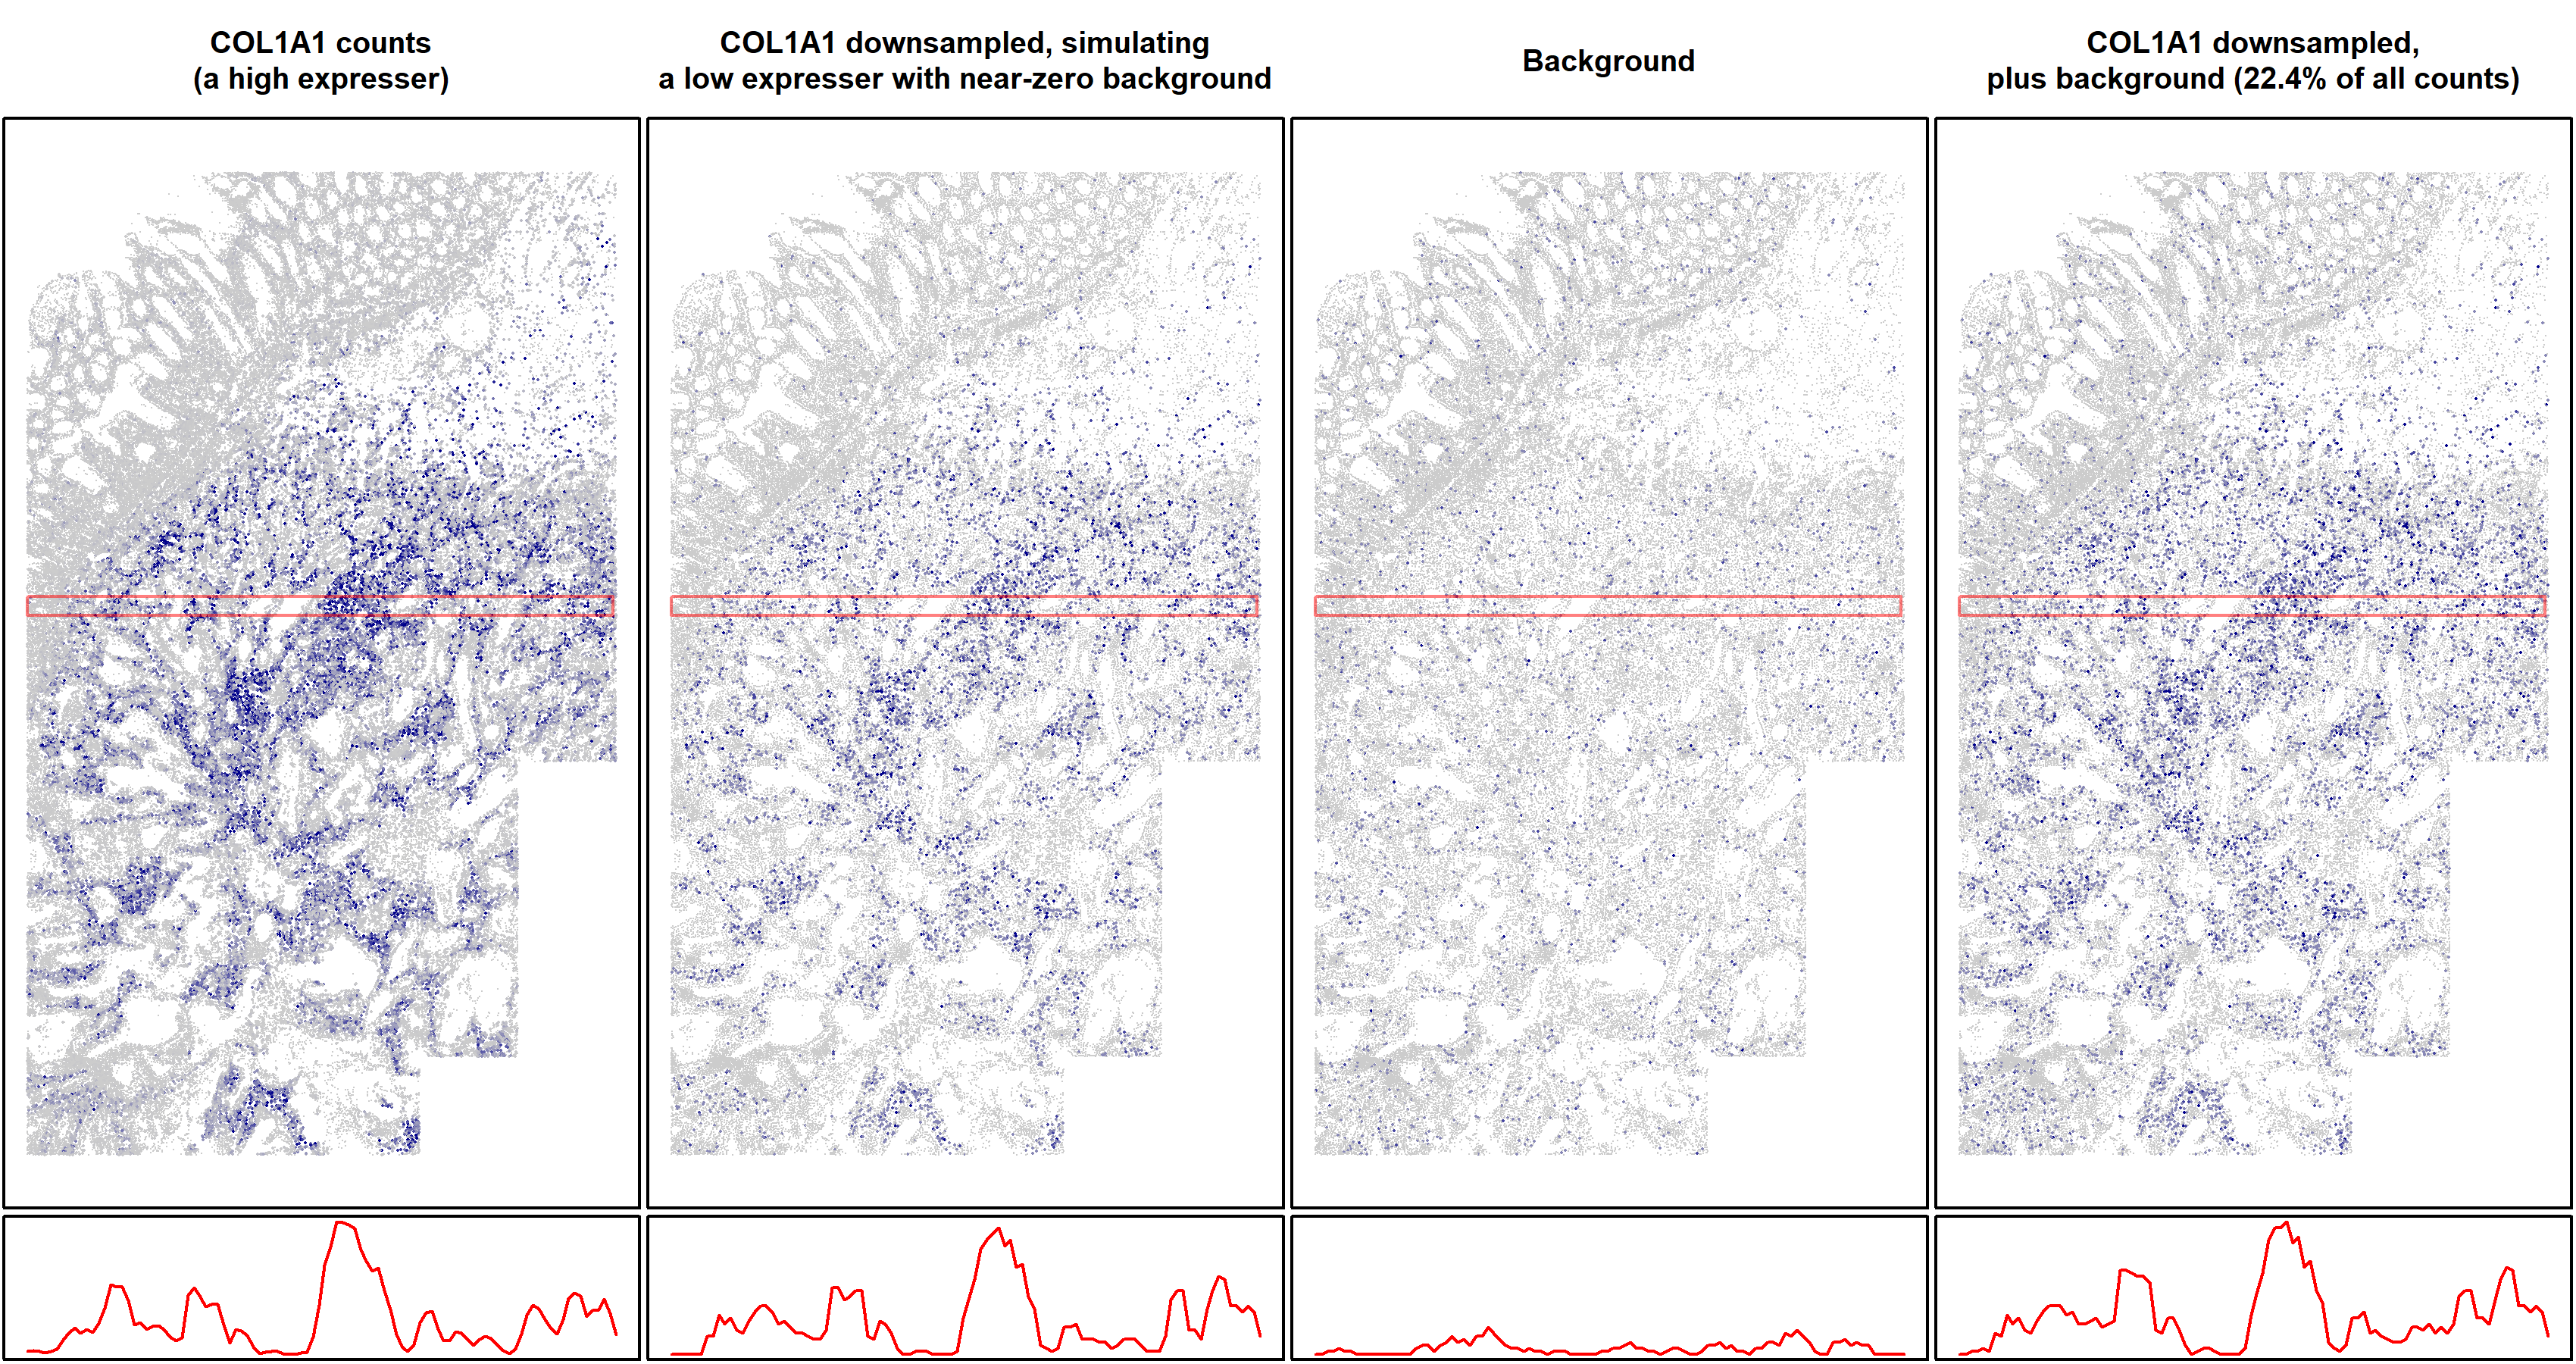 COL1A1 counts
(a high expresser)
COL1A1 downsampled, simulating
a low expresser with near-zero background
Background
COL1A1 downsampled,
plus background (22.4% of all counts)